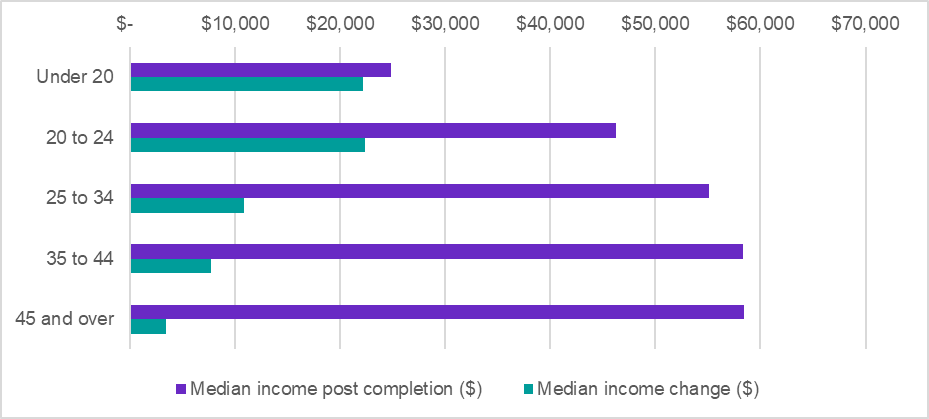 $- $10,000 $20,000 $30,000 $40,000 $50,000 $60,000 $70,000
Under 20
20 to 24
25 to 34
35 to 44
45 and over
Median income post completion ($) Median income change ($)